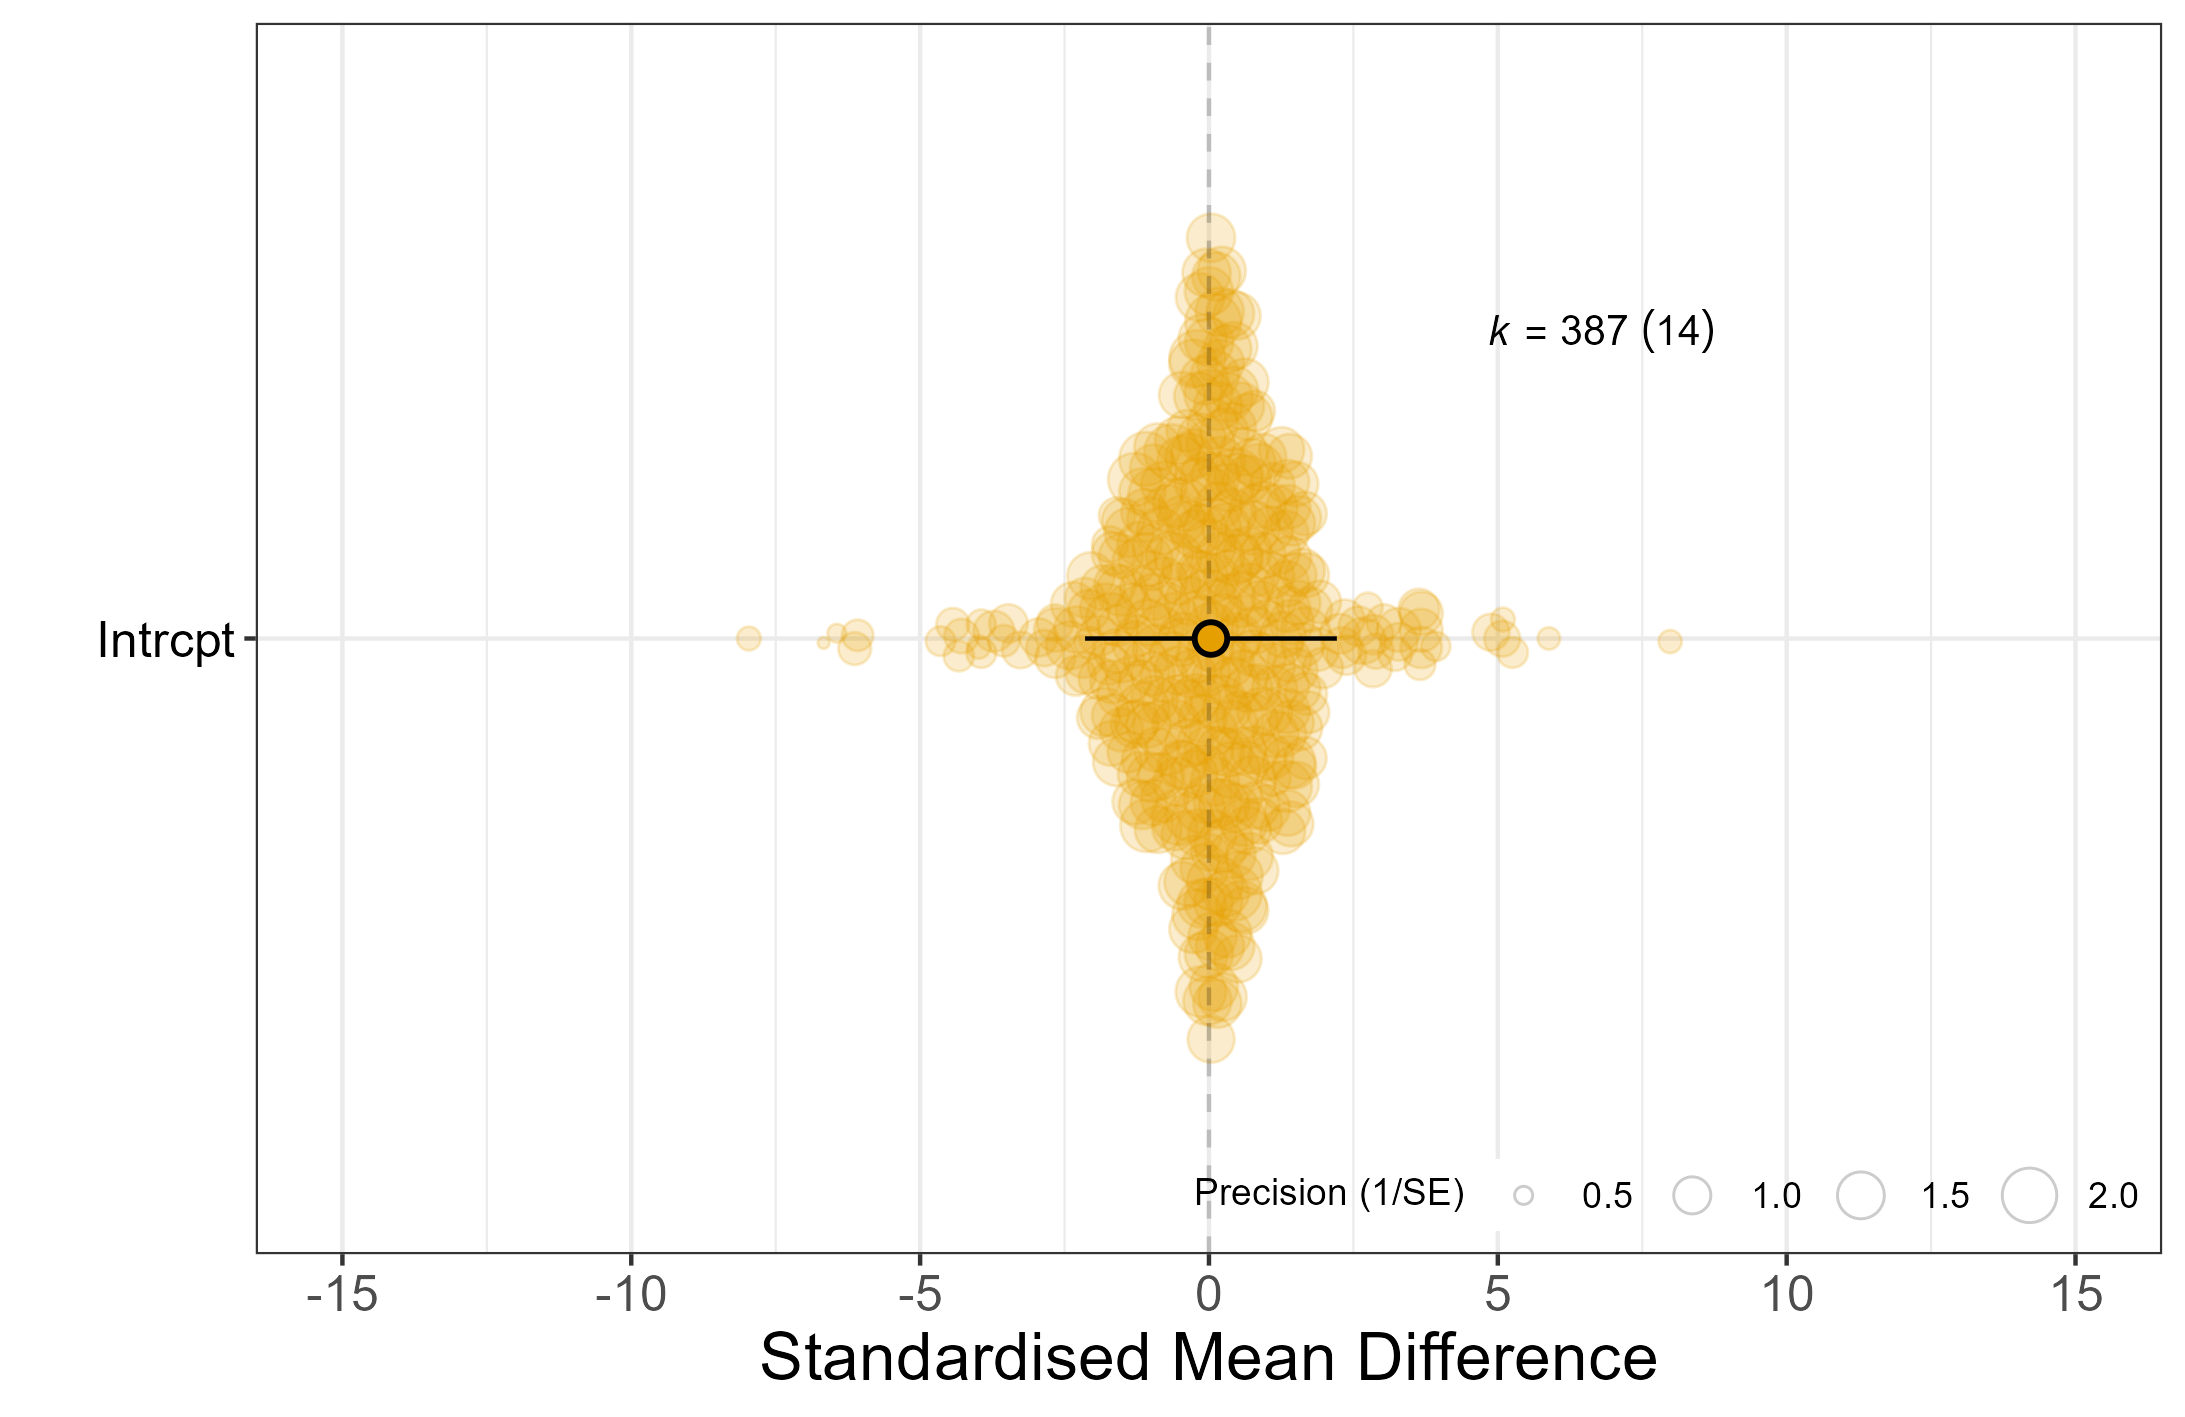 k = 387 (14)
Intrcpt
Precision (1/SE) 0.5 1.0 1.5 2.0
-15 -10 -5 0 5 10 15
Standardised Mean Difference